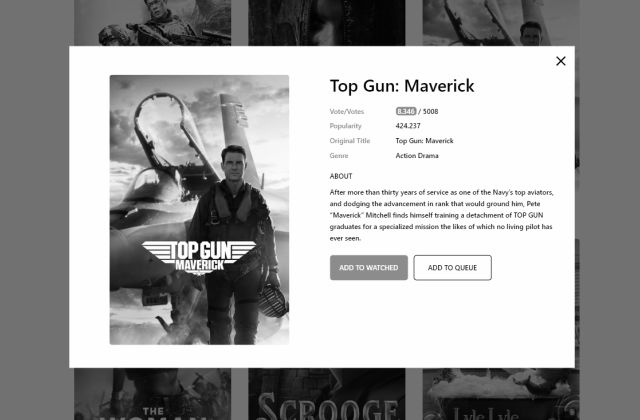 Top Gun: Maverick
Vote/Votes 8.346 / 5008
Popularity 424.237
Original Title Top Gun: Maverick
Genre Action Drama
ABOUT
After more than thirty years of service as one of the Navy's top aviators,
and dodging the advancement in rank that would ground him, Pete
"Maverick" Mitchell finds himself training a detachment of TOP GUN
graduates for a specialized mission the likes of which no living pilot has
ever seen.
ADD TO WATCHED ADD TO QUEUE
TOP GUN
MAVERICK
THE
WOMAN
SCROOGE
Lyle Lyle